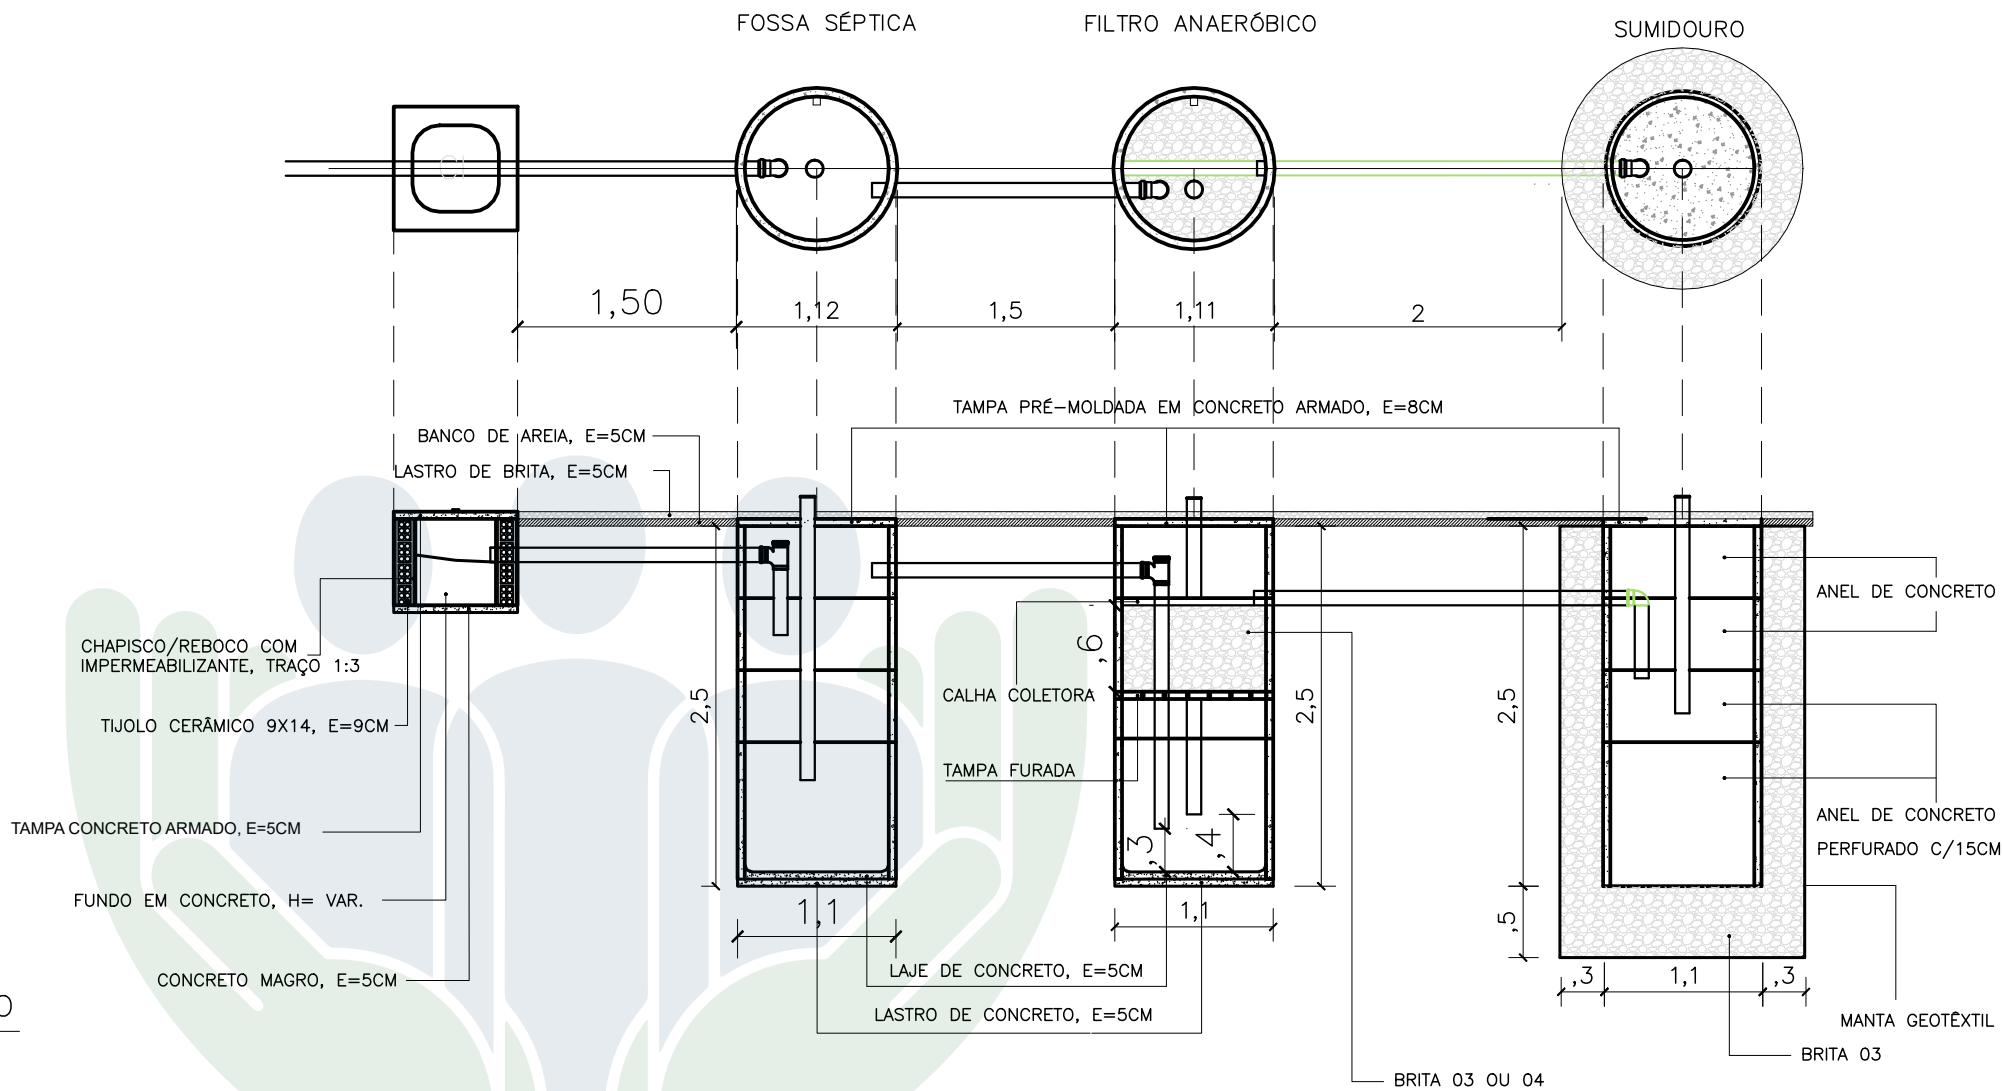 FOSSA SÉPTICA
FILTRO ANAERÓBICO
SUMIDOURO
CI
1,50
1,12
1,5
1,11
2
TAMPA PRÉ-MOLDADA EM CONCRETO ARMADO, E=8CM
BANCO DE AREIA, E=5CM
LASTRO DE BRITA, E=5CM
ANEL DE CONCRETO
CHAPISCO/REBOCO COM
IMPERMEABILIZANTE, TRAÇO 1:3
,6
CALHA COLETORA
2,5
2,5
2,5
TIJOLO CERÂMICO 9X14, E=9CM
TAMPA FURADA
TAMPA CONCRETO ARMADO, E=5CM
,3
,4
ANEL DE CONCRETO
PERFURADO C/15CM
FUNDO EM CONCRETO, H= VAR.
1,1
1,1
,5
CONCRETO MAGRO, E=5CM
LAJE DE CONCRETO, E=5CM
,3
1,1
,3
0
LASTRO DE CONCRETO, E=5CM
MANTA GEOTÊXTIL
BRITA 03
BRITA 03 OU 04